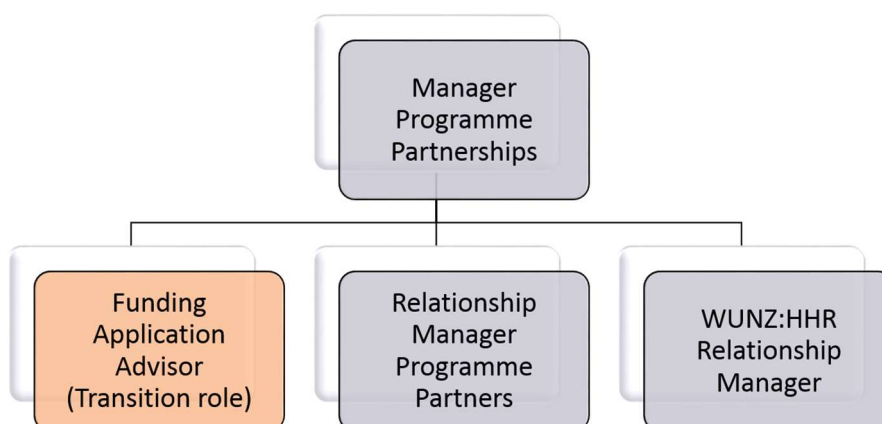 Manager
Programme
Partnerships
Funding
Application
Advisor
(Transition role)
Relationship
Manager
Programme
Partners
WUNZ:HHR
Relationship
Manager